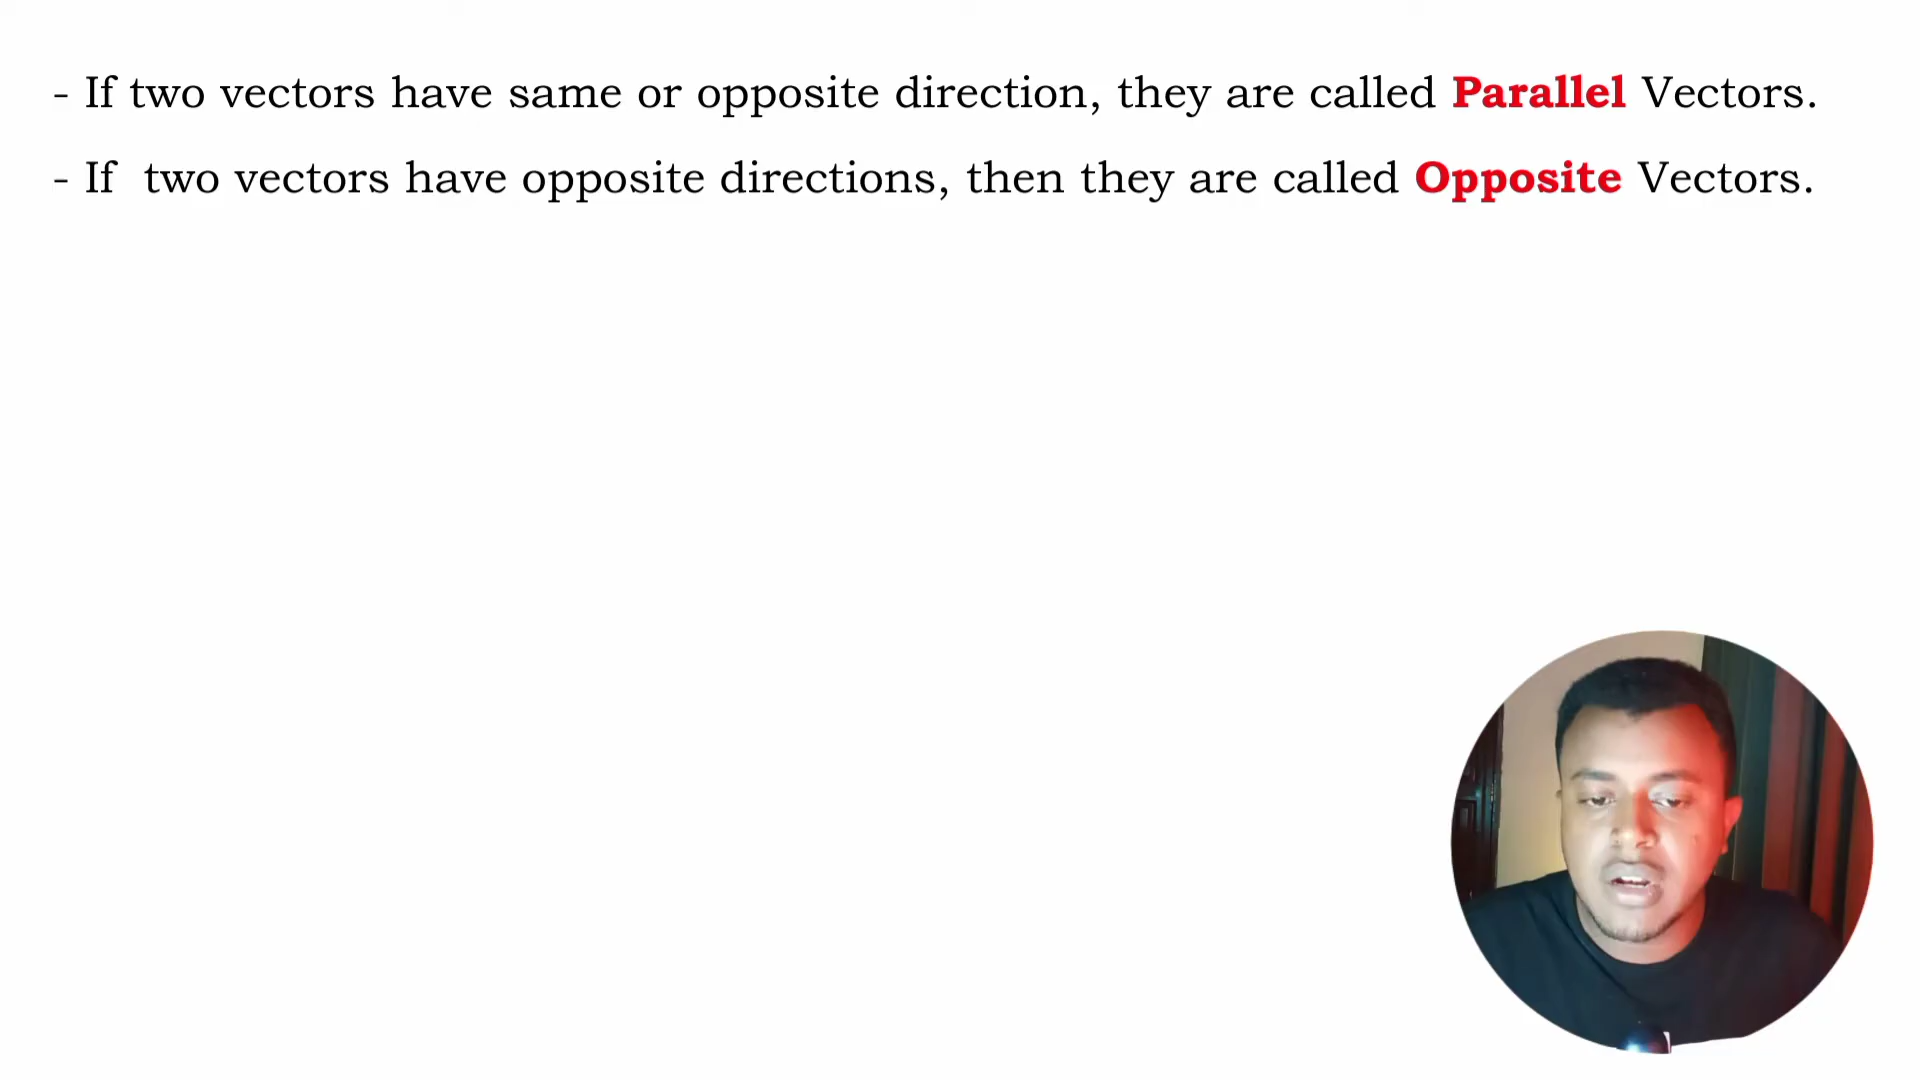 - If two vectors have same or opposite direction, they are called Parallel Vectors.
- If two vectors have opposite directions, then they are called Opposite Vectors.